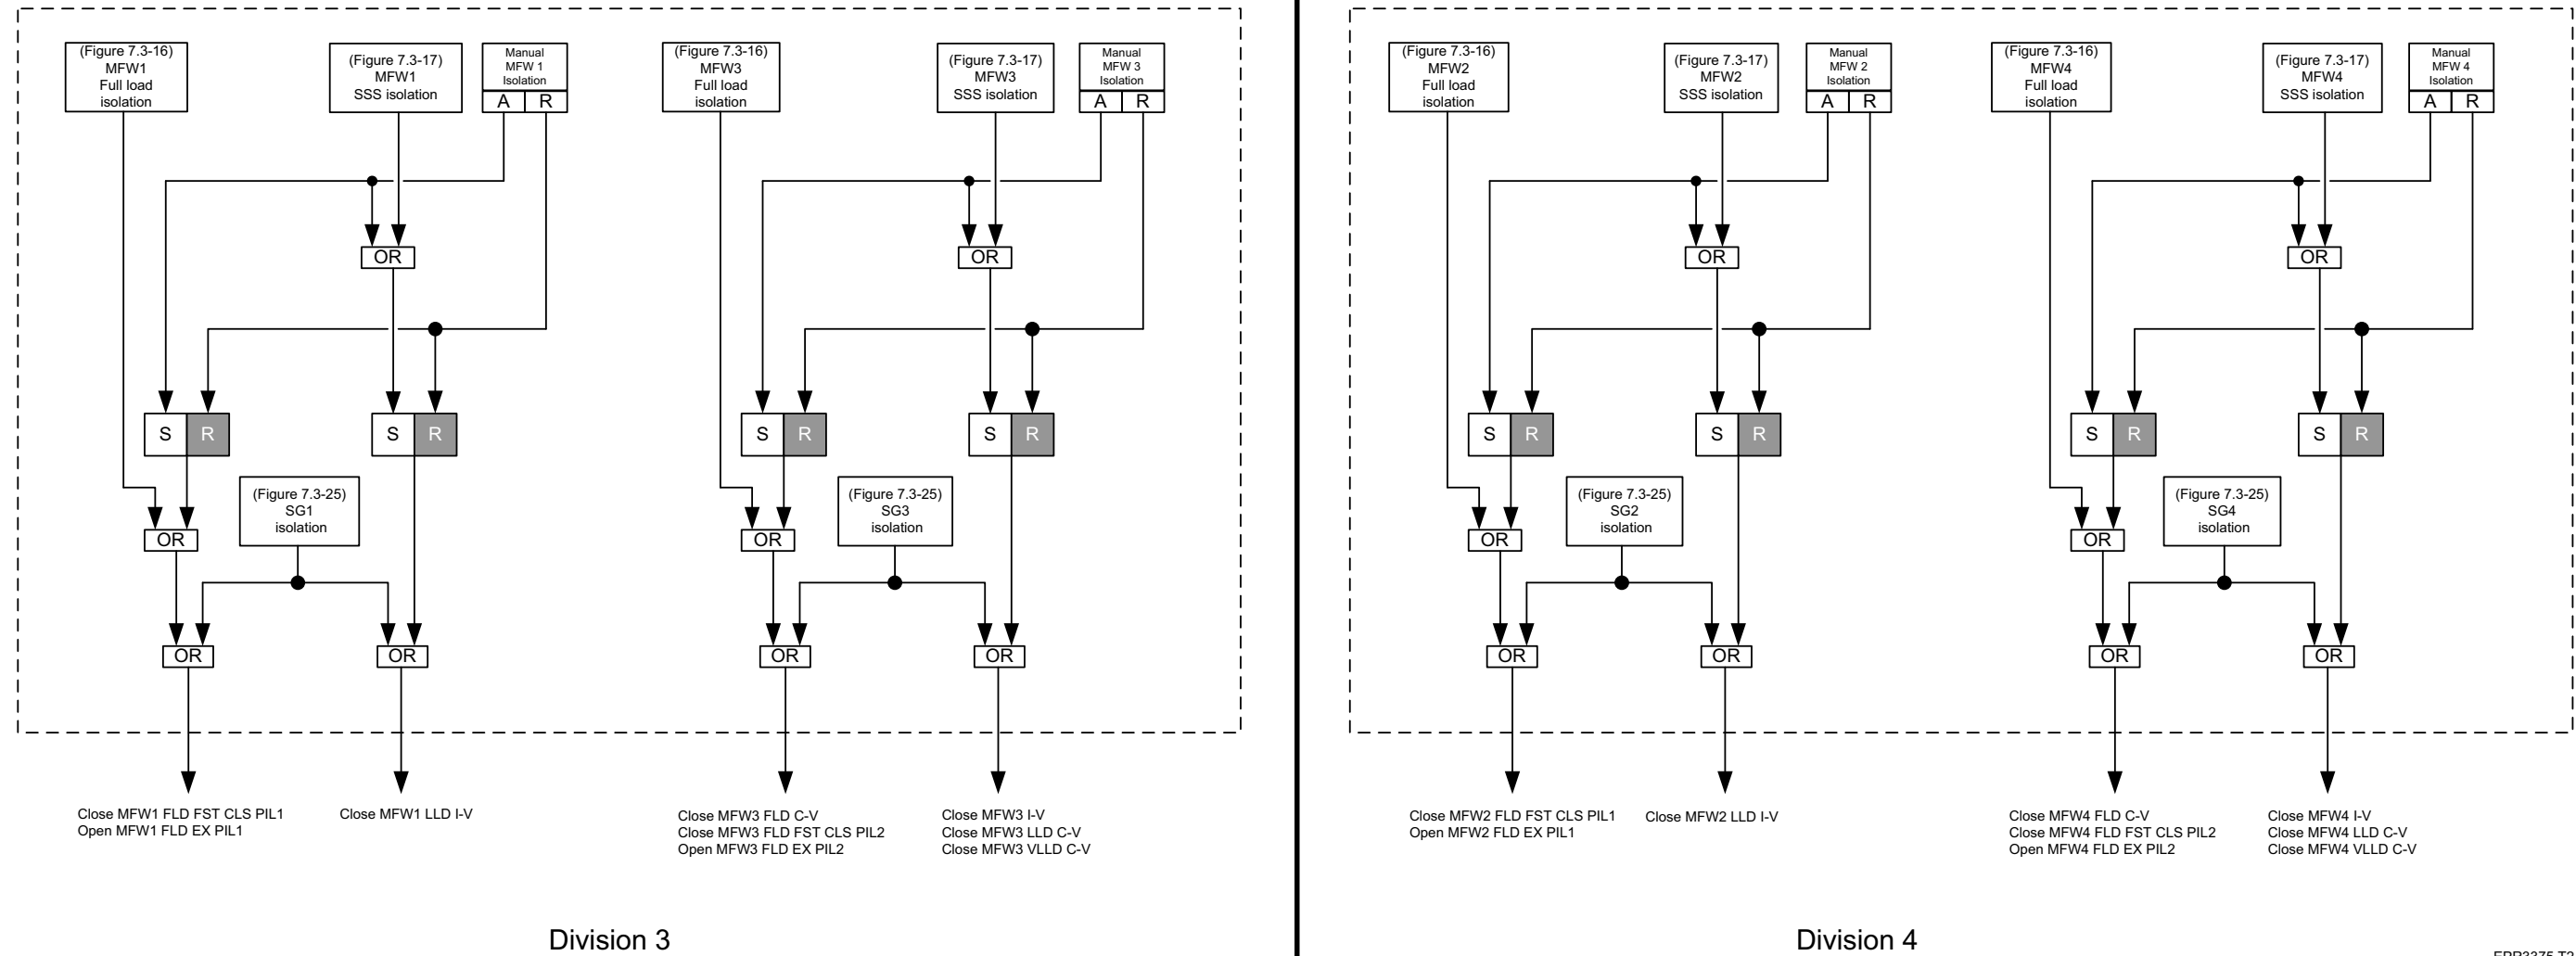 (Figure 7.3-16)
MFW1
Full load
isolation
(Figure 7.3-17)
MFW1
SSS isolation
Manual
MFW 1
Isolation
A R
(Figure 7.3-16)
MFW3
Full load
isolation
(Figure 7.3-17)
MFW3
SSS isolation
Manual
MFW 3
Isolation
A R
OR
OR
S R
S R
S R
S R
(Figure 7.3-25)
SG1
isolation
(Figure 7.3-25)
SG3
isolation
OR
OR
OR
OR
OR
OR
Close MFW1 FLD FST CLS PIL1
Open MFW1 FLD EX PIL1
Close MFW1 LLD I-V
Close MFW3 FLD C-V
Close MFW3 FLD FST CLS PIL2
Open MFW3 FLD EX PIL2
Close MFW3 I-V
Close MFW3 LLD C-V
Close MFW3 VLLD C-V
Division 3
(Figure 7.3-16)
MFW2
Full load
isolation
(Figure 7.3-17)
MFW2
SSS isolation
Manual
MFW 2
Isolation
A R
(Figure 7.3-16)
MFW4
Full load
isolation
(Figure 7.3-17)
MFW4
SSS isolation
Manual
MFW 4
Isolation
A R
OR
OR
S R
S R
S R
S R
(Figure 7.3-25)
SG2
isolation
(Figure 7.3-25)
SG4
isolation
OR
OR
OR
OR
OR
OR
Close MFW2 FLD FST CLS PIL1
Open MFW2 FLD EX PIL1
Close MFW2 LLD I-V
Close MFW4 FLD C-V
Close MFW4 FLD FST CLS PIL2
Open MFW4 FLD EX PIL2
Close MFW4 I-V
Close MFW4 LLD C-V
Close MFW4 VLLD C-V
Division 4